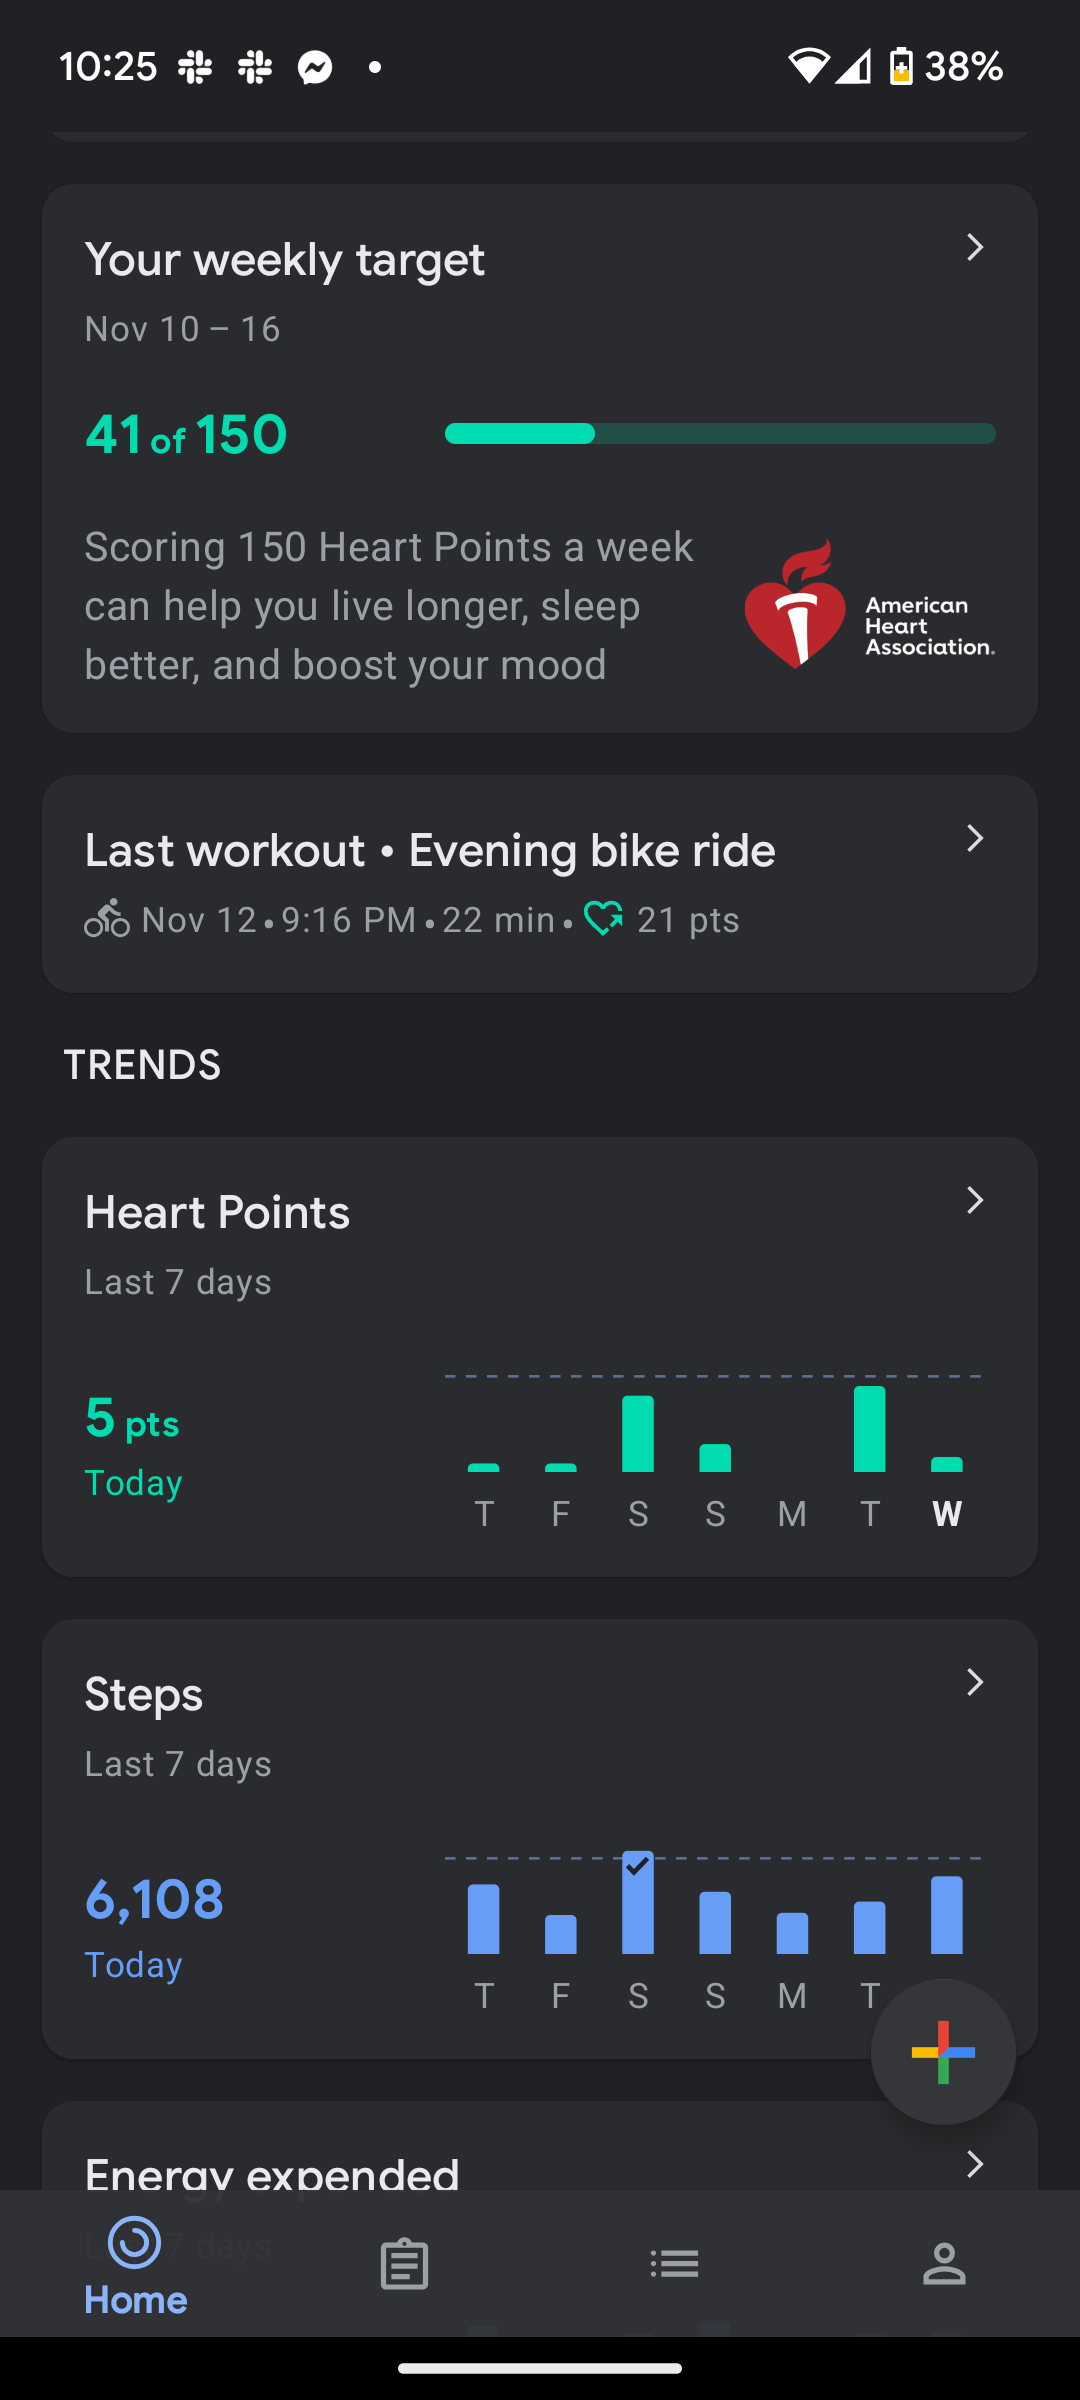 10:25 38%
Your weekly target
Nov 10 – 16
41 of 150
Scoring 150 Heart Points a week
can help you live longer, sleep
better, and boost your mood
American
Heart
Association.
Last workout • Evening bike ride
Nov 12 • 9:16 PM • 22 min • 21 pts
TRENDS
Heart Points
Last 7 days
5 pts
Today
T F S S M T W
Steps
Last 7 days
6,108
Today
T F S S M T
Energy expended
Last 7 days
Home